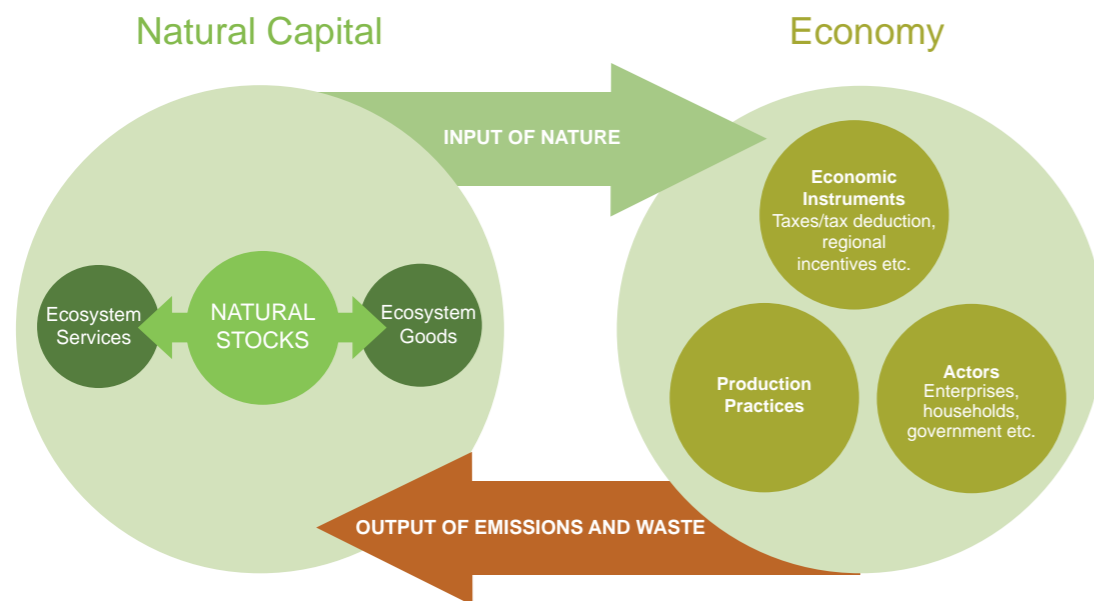 Natural Capital
Economy
INPUT OF NATURE
Economic
Instruments
Taxes/tax deduction,
regional
incentives etc.
Ecosystem
Services
NATURAL
STOCKS
Ecosystem
Goods
Production
Practices
Actors
Enterprises,
households,
government etc.
OUTPUT OF EMISSIONS AND WASTE